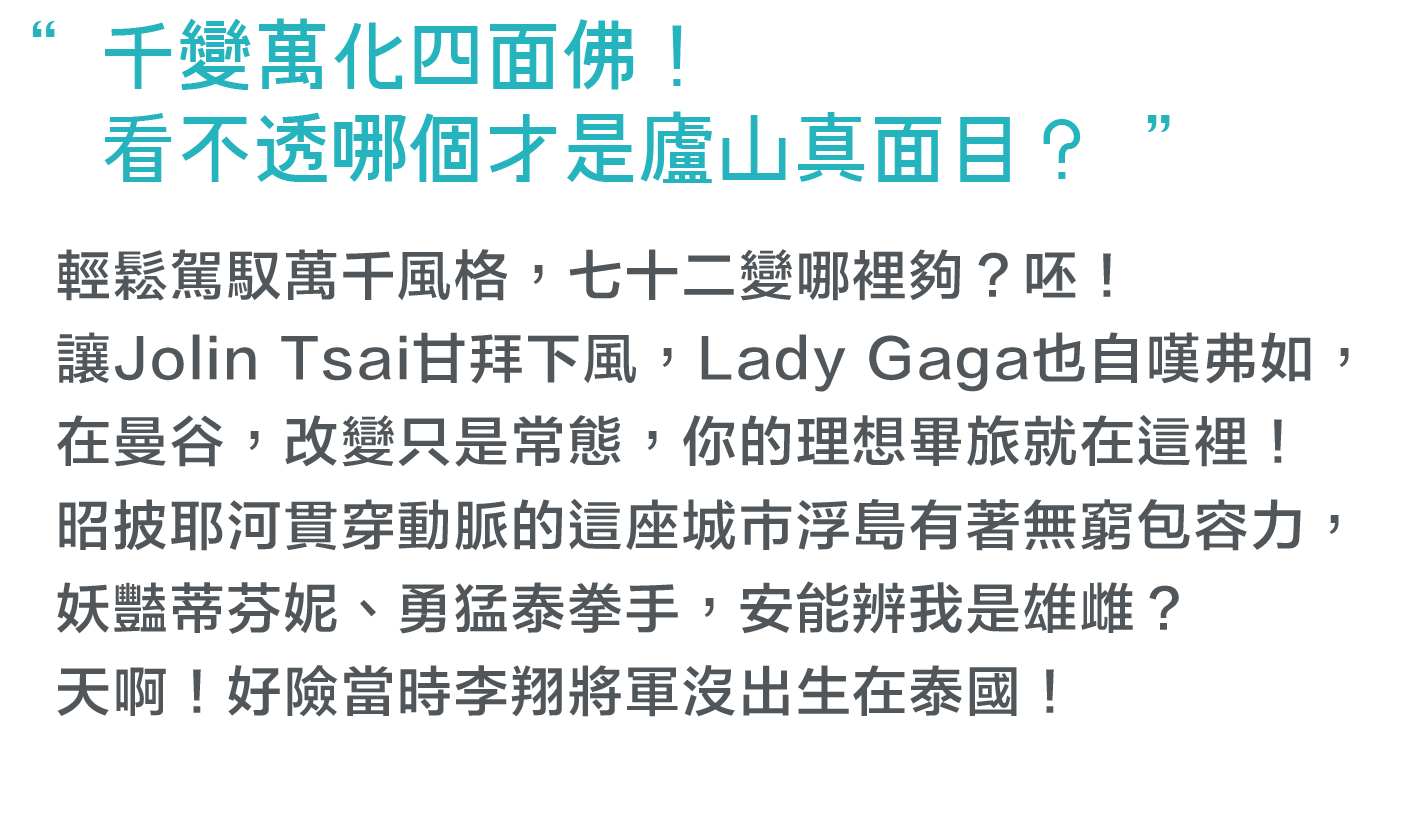 “ 千變萬化四面佛！
看不透哪個才是廬山真面目？ ”
輕鬆駕馭萬千風格，七十二變哪裡夠？呸！
讓Jolin Tsai甘拜下風，Lady Gaga也自嘆弗如，
在曼谷，改變只是常態，你的理想畢旅就在這裡！
昭披耶河貫穿動脈的這座城市浮島有著無窮包容力，
妖豔蒂芬妮、勇猛泰拳手，安能辨我是雄雌？
天啊！好險當時李翔將軍沒出生在泰國！